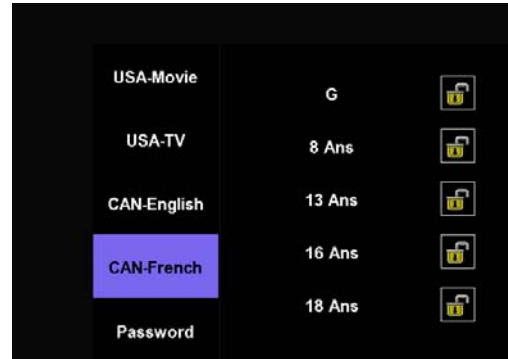 USA-Movie
USA-TV
CAN-English
CAN-French
Password
G
8 Ans
13 Ans
16 Ans
18 Ans